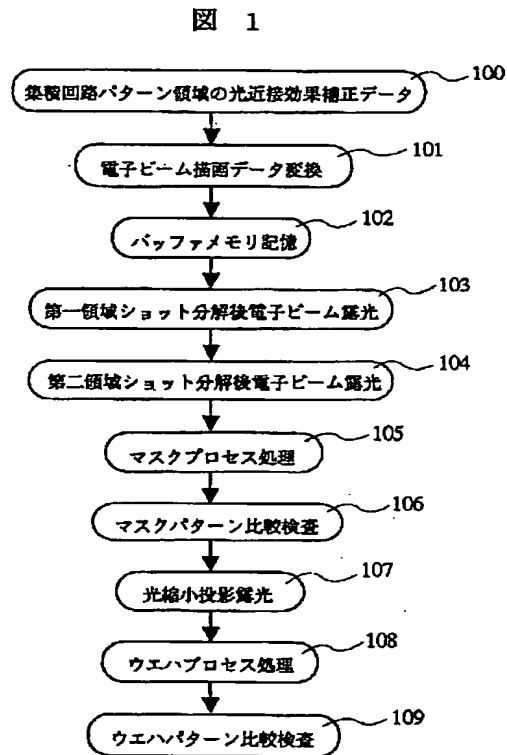 図 1
集積回路パターン領域の光近接効果補正データ
100
電子ビーム描画データ変換
101
バッファメモリ記憶
102
第一領域ショット分解後電子ビーム露光
103
第二領域ショット分解後電子ビーム露光
104
マスクプロセス処理
105
マスクパターン比較検査
106
光縮小投影露光
107
ウエハプロセス処理
108
ウエハパターン比較検査
109